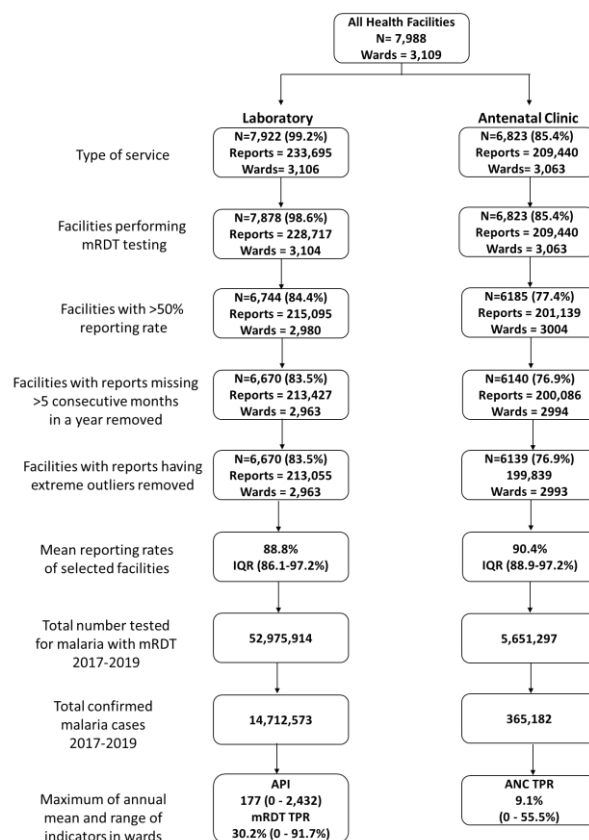 All Health Facilities
N= 7,988
Wards = 3,109
Laboratory
Antenatal Clinic
Type of service
N=7,922 (99.2%)
Reports = 233,695
Wards= 3,106
N=6,823 (85.4%)
Reports = 209,440
Wards= 3,063
Facilities performing
mRDT testing
N=7,878 (98.6%)
Reports = 228,717
Wards = 3,104
N=6,823 (85.4%)
Reports = 209,440
Wards = 3,063
Facilities with >50%
reporting rate
N=6,744 (84.4%)
Reports = 215,095
Wards = 2,980
N=6185 (77.4%)
Reports = 201,139
Wards = 3004
Facilities with reports missing
>5 consecutive months
in a year removed
N=6,670 (83.5%)
Reports = 213,427
Wards = 2,963
N=6140 (76.9%)
Reports = 200,086
Wards = 2994
Facilities with reports having
extreme outliers removed
N=6,670 (83.5%)
Reports = 213,055
Wards = 2,963
N=6139 (76.9%)
199,839
Wards = 2993
Mean reporting rates
of selected facilities
88.8%
IQR (86.1-97.2%)
90.4%
IQR (88.9-97.2%)
Total number tested
for malaria with mRDT
2017-2019
52,975,914
5,651,297
Total confirmed
malaria cases
2017-2019
14,712,573
365,182
Maximum of annual
mean and range of
indicators in wards
API
177 (0 - 2,432)
mRDT TPR
30.2% (0 - 91.7%)
ANC TPR
9.1%
(0 - 55.5%)